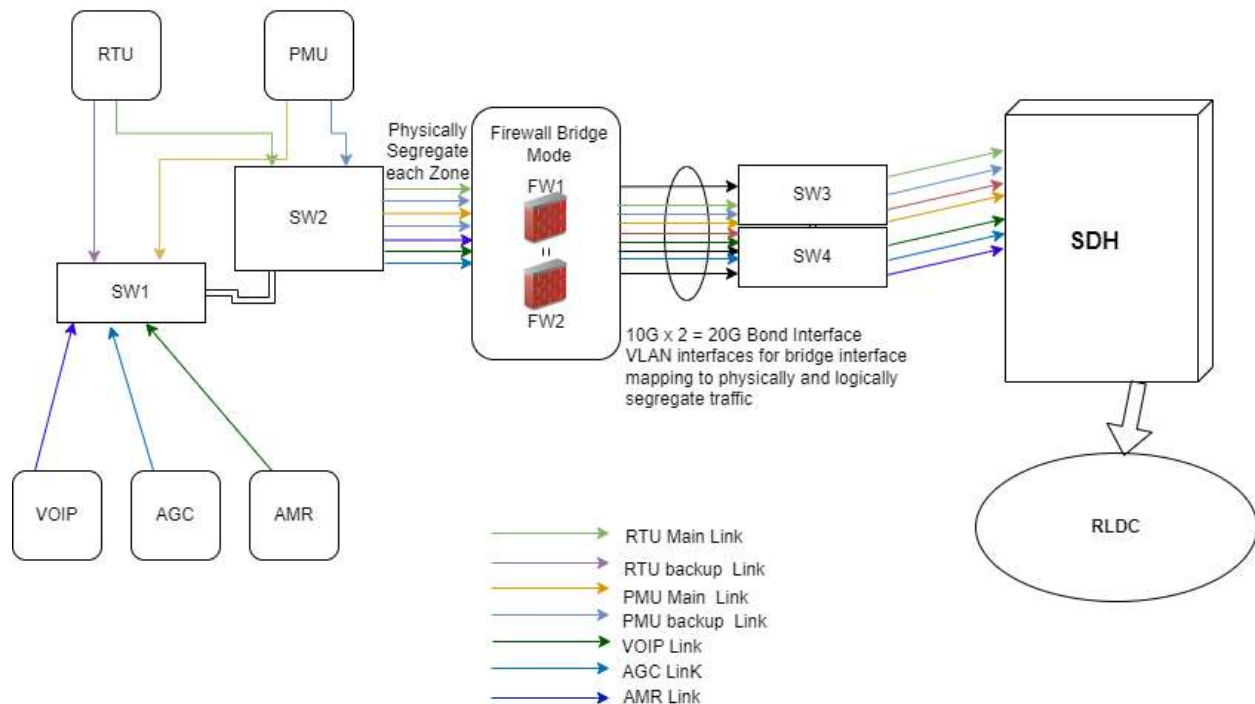 RTU
PMU
Physically
Segregate
each Zone
Firewall Bridge
Mode
FW1
FW2
SW2
SW1
SW3
SW4
SDH
10G x 2 = 20G Bond Interface
VLAN interfaces for bridge interface
mapping to physically and logically
segregate traffic
VOIP
AGC
AMR
RLDC
RTU Main Link
RTU backup Link
PMU Main Link
PMU backup Link
VOIP Link
AGC LinK
AMR Link